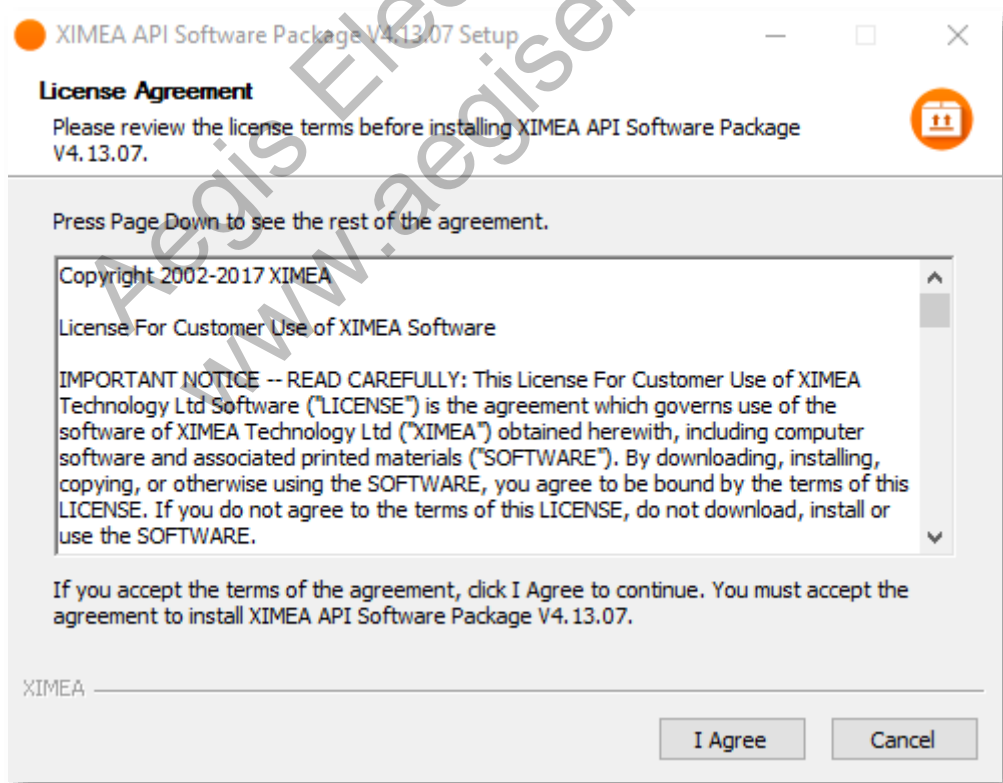 XIMEA API Software Package V4.13.07 Setup
License Agreement
Please review the license terms before installing XIMEA API Software Package
V4.13.07.
Press Page Down to see the rest of the agreement.
Copyright 2002-2017 XIMEA
License For Customer Use of XIMEA Software
IMPORTANT NOTICE -- READ CAREFULLY: This License For Customer Use of XIMEA
Technology Ltd Software ("LICENSE") is the agreement which governs use of the
software of XIMEA Technology Ltd ("XIMEA") obtained herewith, including computer
software and associated printed materials ("SOFTWARE"). By downloading, installing,
copying, or otherwise using the SOFTWARE, you agree to be bound by the terms of this
LICENSE. If you do not agree to the terms of this LICENSE, do not download, install or
use the SOFTWARE.
If you accept the terms of the agreement, click I Agree to continue. You must accept the
agreement to install XIMEA API Software Package V4.13.07.
XIMEA
I Agree
Cancel
Aegis